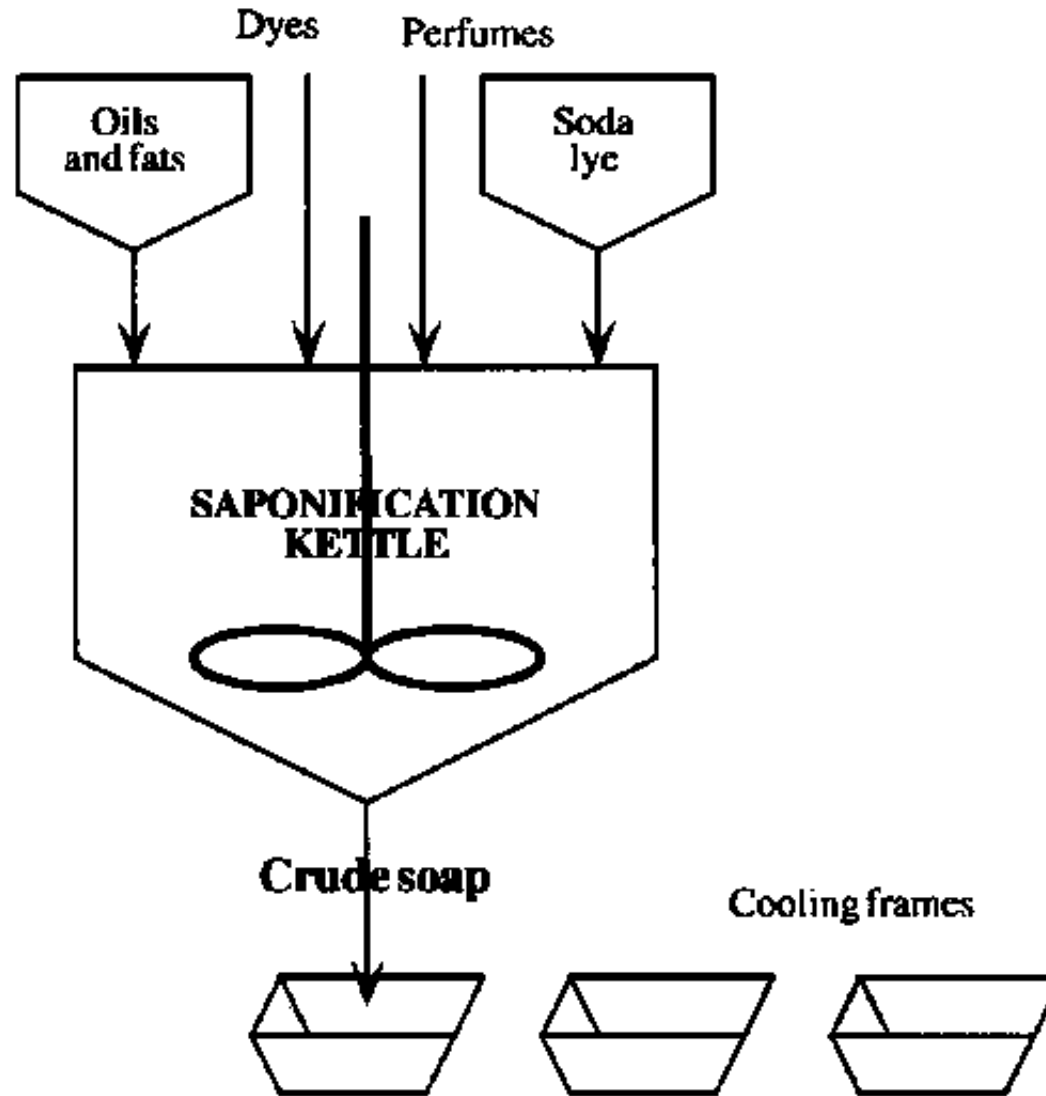 Dyes
Perfumes
Oils
and fats
Soda
lye
SAPONIFICATION
KETTLE
Crude soap
Cooling frames